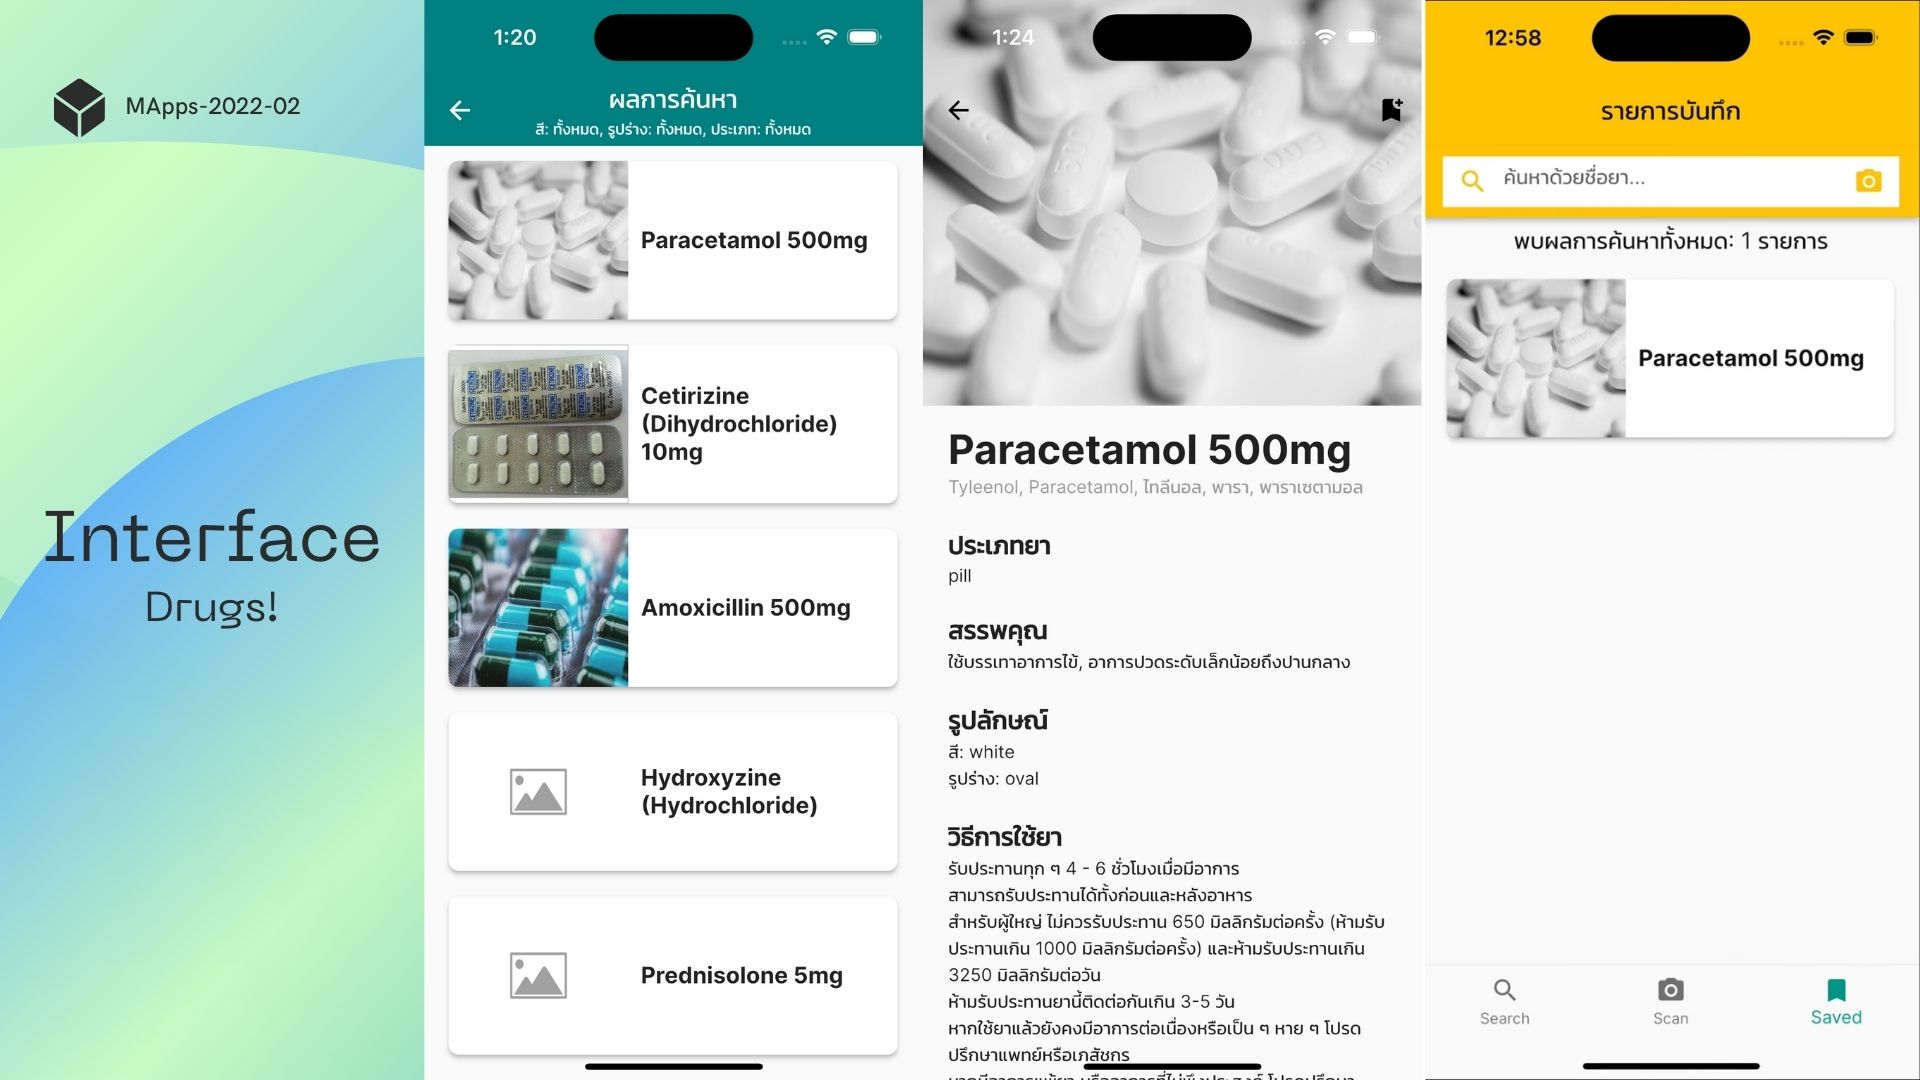 MApps-2022-02
Interface
Drugs!
1:20
ผลการค้นหา
สี: ทั้งหมด, รูปร่าง: ทั้งหมด, ประเภท: ทั้งหมด
Paracetamol 500mg
Cetirizine
(Dihydrochloride)
10mg
Amoxicillin 500mg
Hydroxyzine
(Hydrochloride)
Prednisolone 5mg
1:24
Paracetamol 500mg
Tyleenol, Paracetamol, ไทลีนอล, พารา, พาราเซตามอล
ประเภทยา
pill
สรรพคุณ
ใช้บรรเทาอาการไข้, อาการปวดระดับเล็กน้อยถึงปานกลาง
รูปลักษณ์
สี: white
รูปร่าง: oval
วิธีการใช้ยา
รับประทานทุก ๆ 4 - 6 ชั่วโมงเมื่อมีอาการ
สามารถรับประทานได้ทั้งก่อนและหลังอาหาร
สำหรับผู้ใหญ่ ไม่ควรรับประทาน 650 มิลลิกรัมต่อครั้ง (ห้ามรับ
ประทานเกิน 1000 มิลลิกรัมต่อครั้ง) และห้ามรับประทานเกิน
3250 มิลลิกรัมต่อวัน
ห้ามรับประทานยานี้ติดต่อกันเกิน 3-5 วัน
หากใช้ยาแล้วยังคงมีอาการต่อเนื่องหรือเป็น ๆ หาย ๆ โปรด
ปรึกษาแพทย์หรือเภสัชกร
12:58
รายการบันทึก
ค้นหาด้วยชื่อยา...
พบผลการค้นหาทั้งหมด: 1 รายการ
Paracetamol 500mg
Search
Scan
Saved